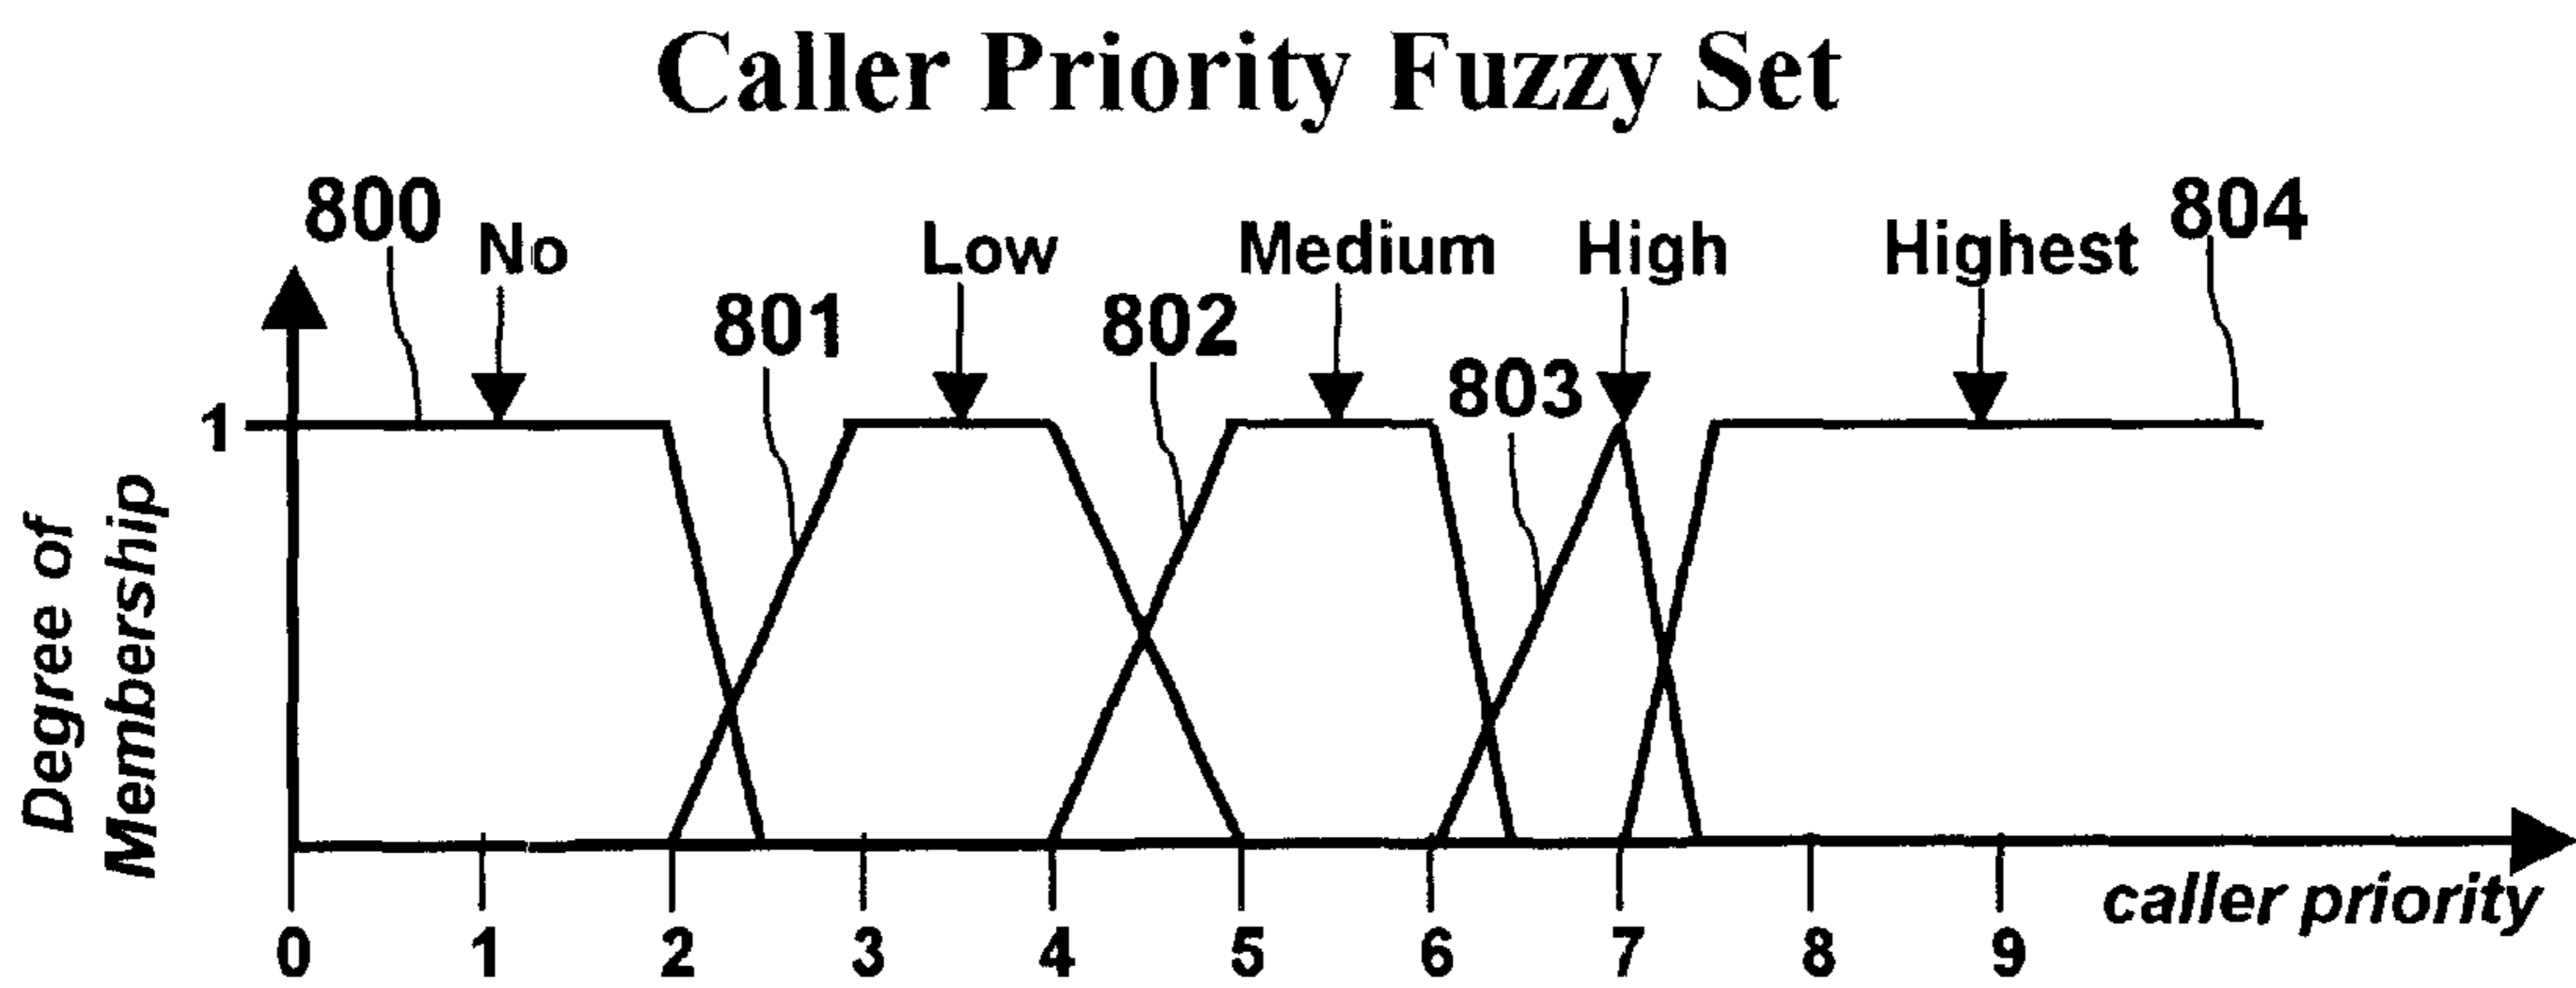 Caller Priority Fuzzy Set
800
No
801
Low
802
Medium
803
High
Highest
804
1
Degree of
Membership
0 1 2 3 4 5 6 7 8 9
caller priority